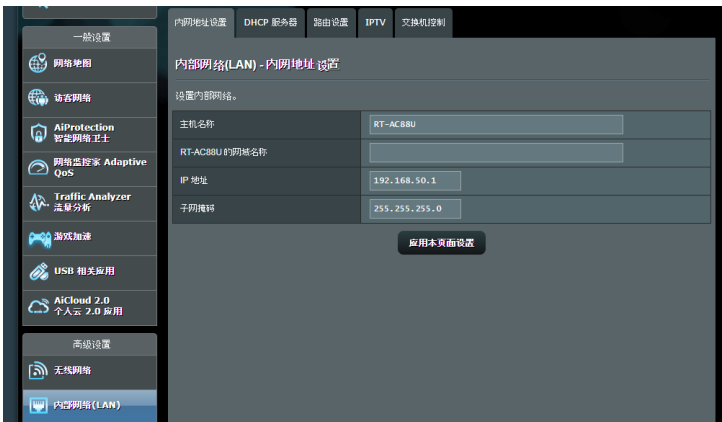 内网地址设置 DHCP 服务器 路由设置 IPTV 交换机控制
一般设置
网络地图
访客网络
AiProtection
智能网络卫士
网络监控家 Adaptive
QoS
Traffic Analyzer
流量分析
游戏加速
USB 相关应用
AiCloud 2.0
个人云 2.0 应用
高级设置
无线网络
内部网络(LAN)
内部网络(LAN) - 内网地址设置
设置内部网络。
主机名称 RT-AC88U
RT-AC88U 的网域名称
IP 地址 192.168.50.1
子网掩码 255.255.255.0
应用本页面设置